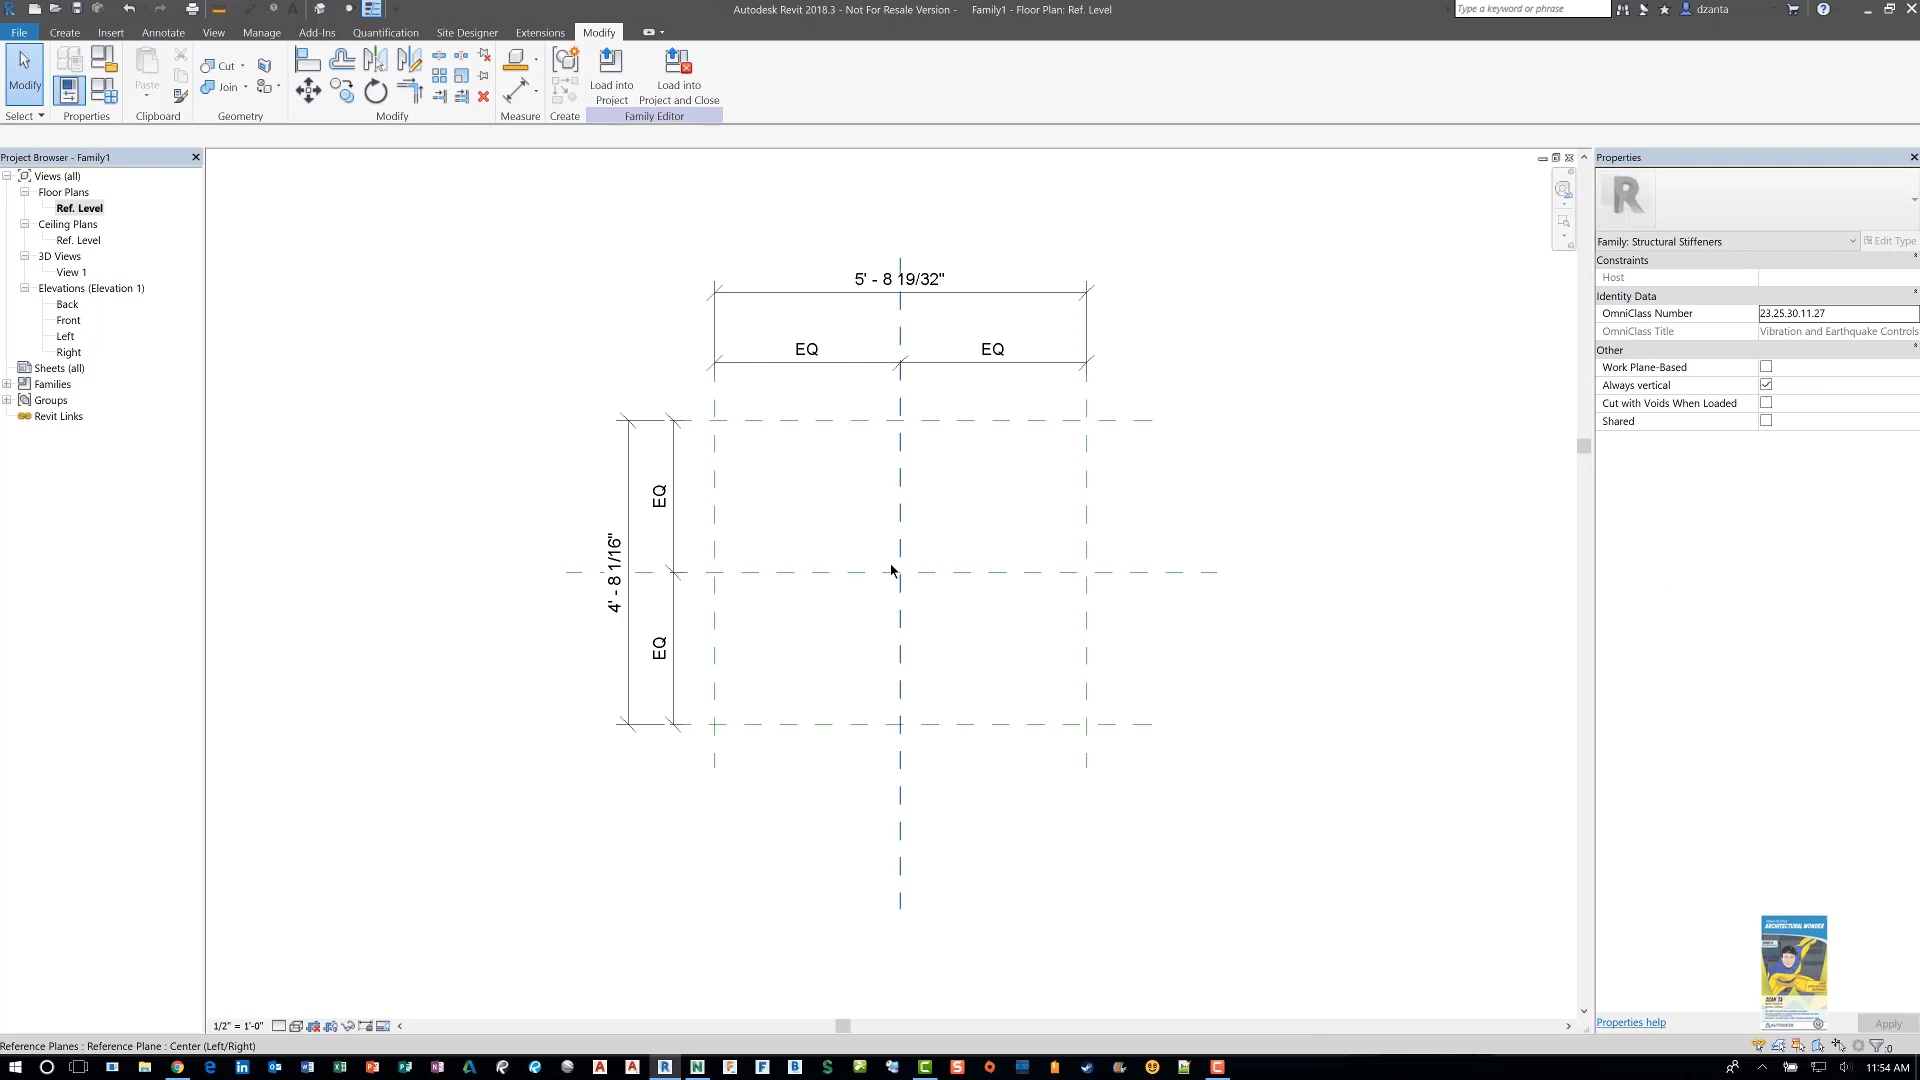 Autodesk Revit 2018.3 - Not For Resale Version - Family1 - Floor Plan: Ref. Level
Type a keyword or phrase
dzanta
File Create Insert Annotate View Manage Add-Ins Quantification Site Designer Extensions Modify
Modify
Paste
Cut
Join
Load into Project
Load into Project and Close
Select Properties Clipboard Geometry Modify Measure Create Family Editor
Project Browser - Family1
Views (all)
Floor Plans
Ref. Level
Ceiling Plans
Ref. Level
3D Views
View 1
Elevations (Elevation 1)
Back
Front
Left
Right
Sheets (all)
Families
Groups
Revit Links
5' - 8 19/32"
EQ EQ
EQ
4' - 8 1/16"
EQ
Properties
Family: Structural Stiffeners
Edit Type
Constraints
Host
Identity Data
OmniClass Number 23.25.30.11.27
OmniClass Title Vibration and Earthquake Controls
Other
Work Plane-Based
Always vertical
Cut with Voids When Loaded
Shared
ARCHITECTURAL WONDER
AUTODESK
Properties help
Apply
1/2" = 1'-0"
Reference Planes : Reference Plane : Center (Left/Right)
:0
11:54 AM